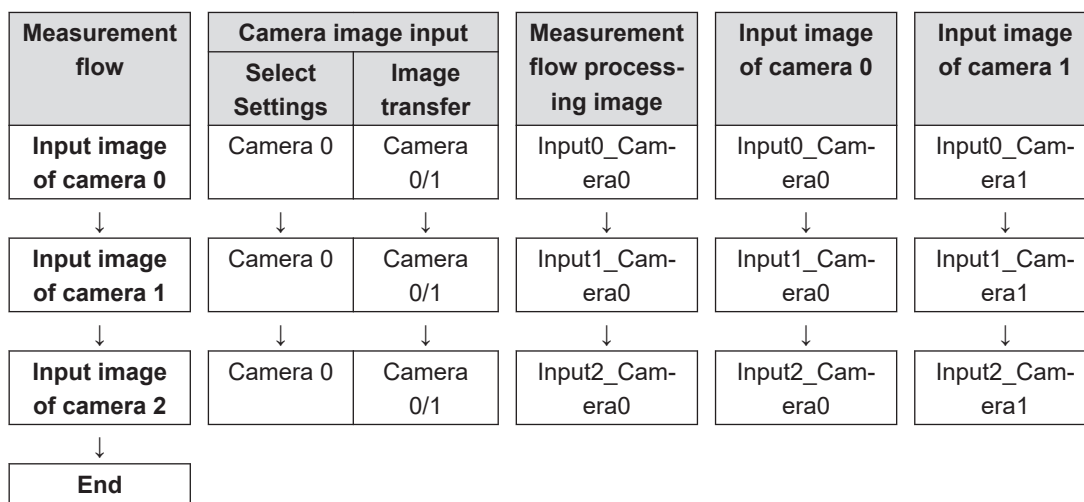 Measurement flow
Camera image input
Select Settings
Image transfer
Measurement flow process-
ing image
Input image of camera 0
Input image of camera 1
Input image of camera 0
Camera 0
Camera 0/1
Input0_Cam-
era0
Input0_Cam-
era0
Input0_Cam-
era1
↓ ↓ ↓ ↓ ↓ ↓
Input image of camera 1
Camera 0
Camera 0/1
Input1_Cam-
era0
Input1_Cam-
era0
Input1_Cam-
era1
↓ ↓ ↓ ↓ ↓ ↓
Input image of camera 2
Camera 0
Camera 0/1
Input2_Cam-
era0
Input2_Cam-
era0
Input2_Cam-
era1
↓
End